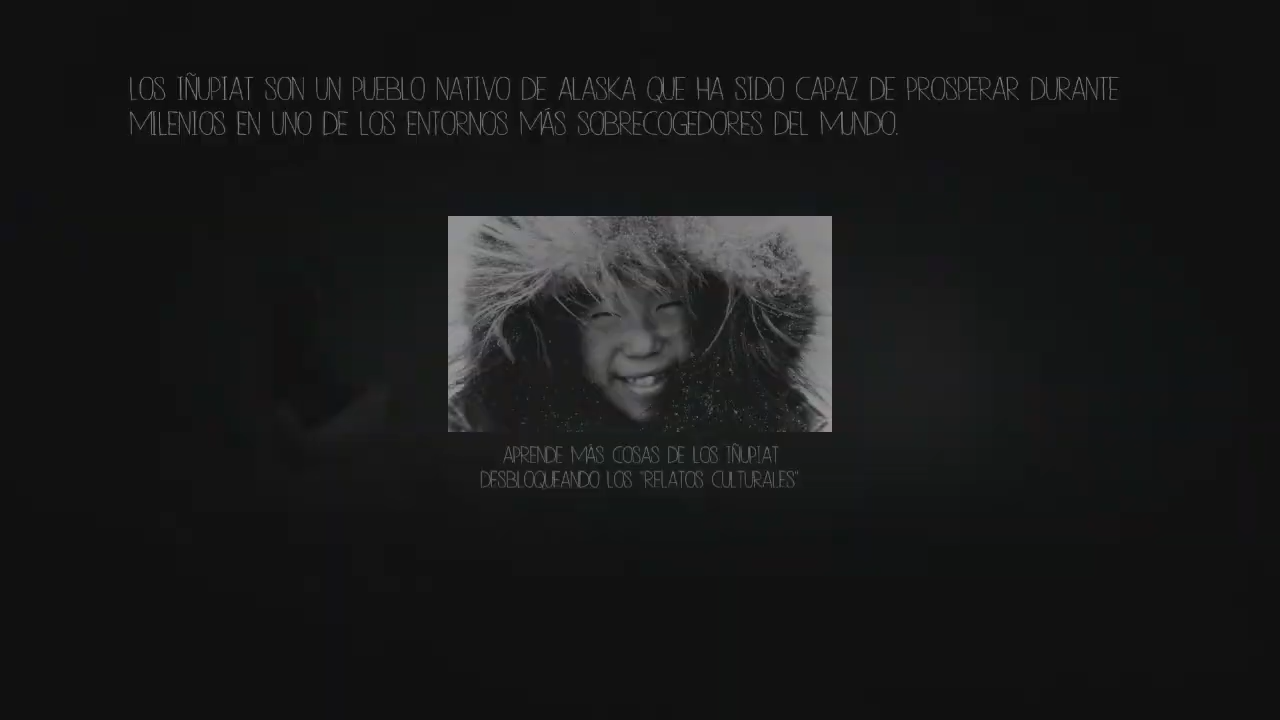 LOS IÑUPIAT SON UN PUEBLO NATIVO DE ALASKA QUE HA SIDO CAPAZ DE PROSPERAR DURANTE
MILENIOS EN UNO DE LOS ENTORNOS MÁS SOBRECOGEDORES DEL MUNDO.
APRENDE MÁS COSAS DE LOS IÑUPIAT
DESBLOQUEANDO LOS "RELATOS CULTURALES"